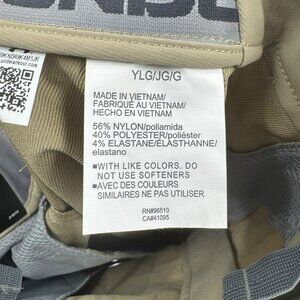 YLG/JG/G
MADE IN VIETNAM/
FABRIQUÉ AU VIETNAM/
HECHO EN VIETNAM
56% NYLON/poliamida
40% POLYESTER/poliéster
4% ELASTANE/ÉLASTHANNE/
elastano
■WITH LIKE COLORS. DO
NOT USE SOFTENERS
■AVEC DES COULEURS
SIMILAIRES NE PAS UTILISER
RN#96510
CA#41095